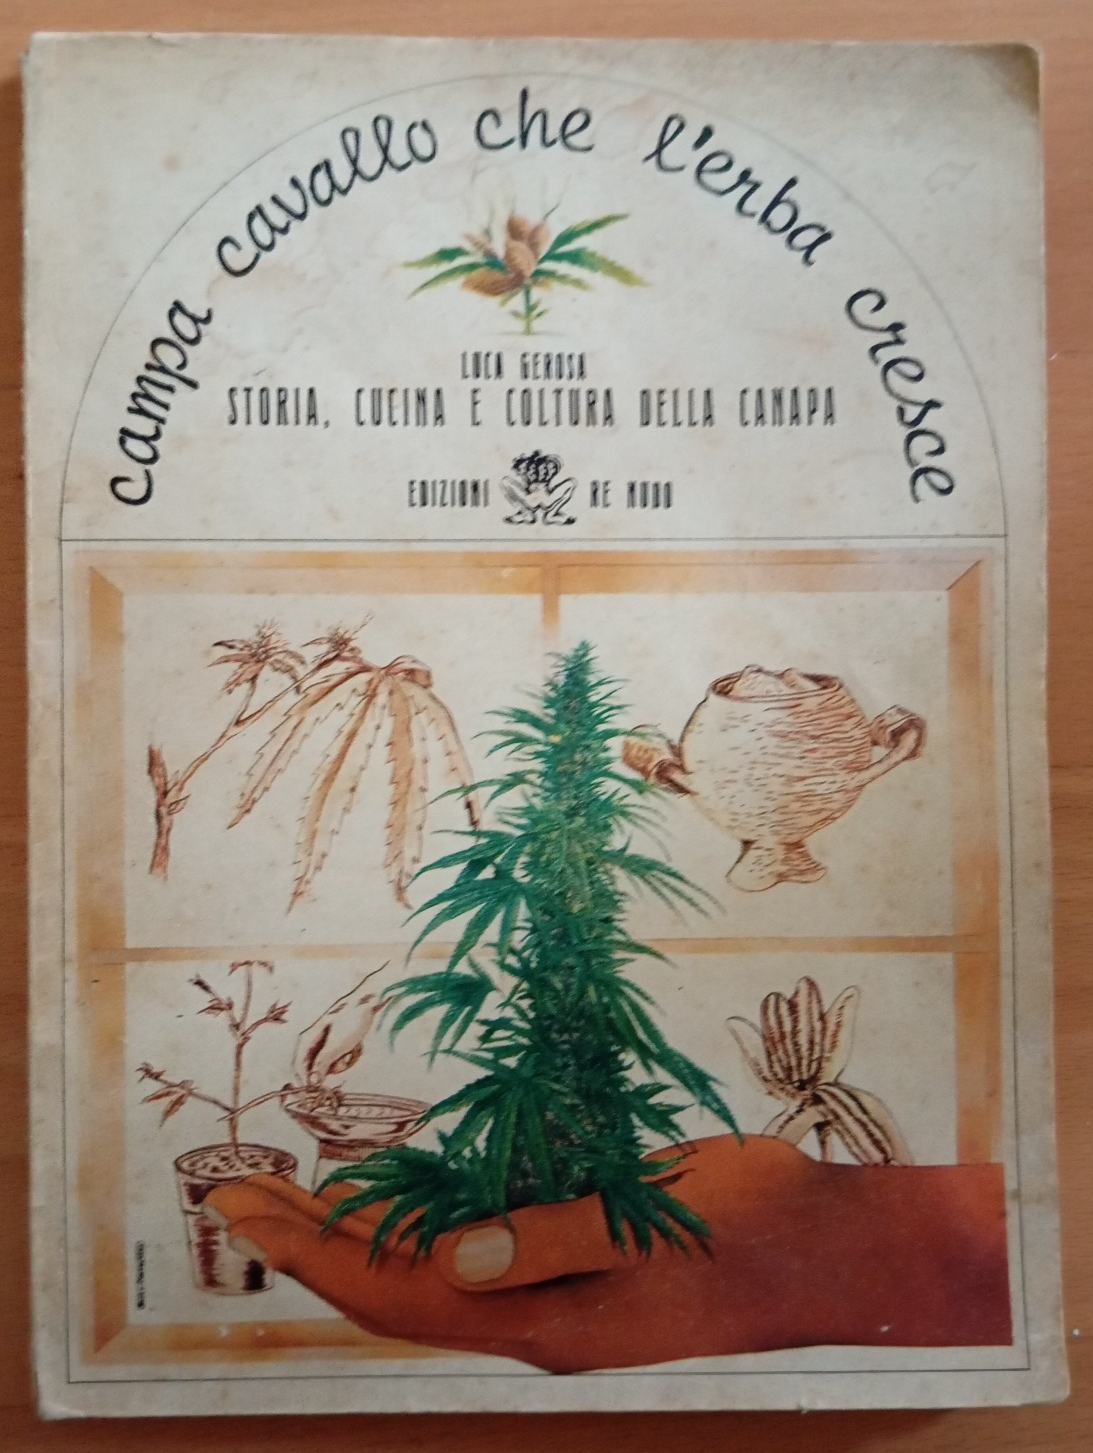 campa cavallo che l'erba cresce
LUCA GEROSA
STORIA, CUCINA E COLTURA DELLA CANAPA
EDIZIONI RE NUDO